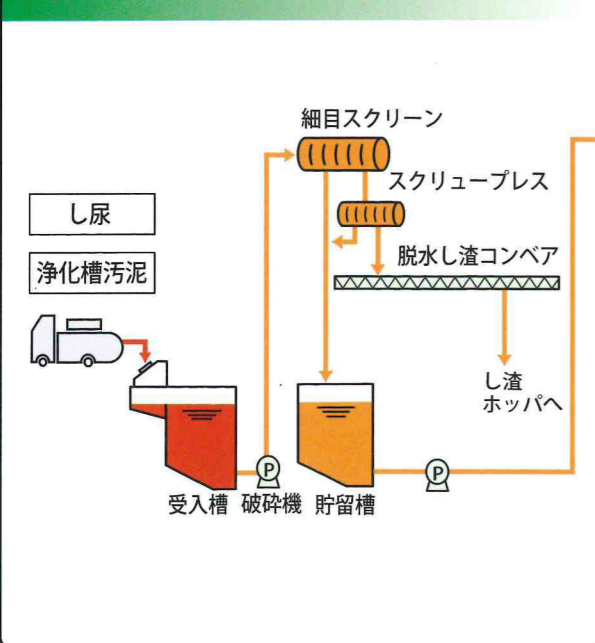 細目スクリーン
スクリュープレス
し尿
脱水し渣コンベア
浄化槽汚泥
し渣
ホッパへ
P
P
受入槽
破砕機
貯留槽